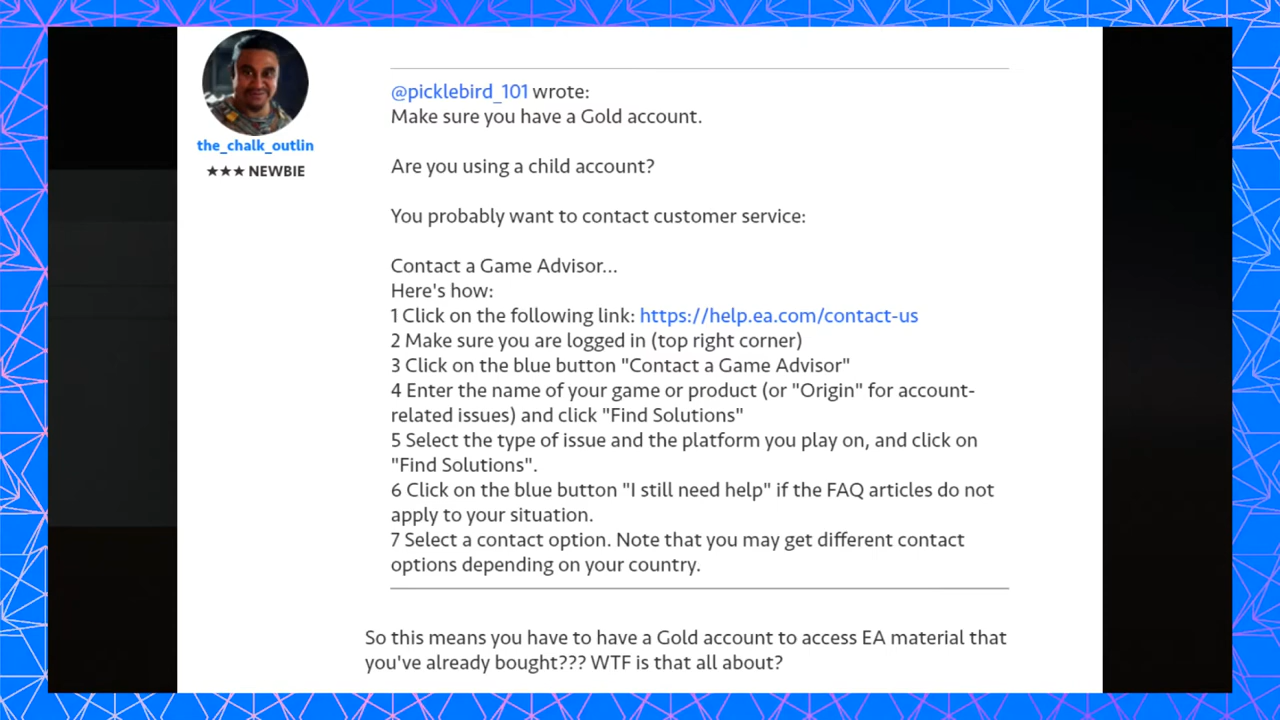 @picklebird_101 wrote:
Make sure you have a Gold account.
the_chalk_outlin
★★★ NEWBIE
Are you using a child account?
You probably want to contact customer service:
Contact a Game Advisor...
Here's how:
1 Click on the following link: https://help.ea.com/contact-us
2 Make sure you are logged in (top right corner)
3 Click on the blue button "Contact a Game Advisor"
4 Enter the name of your game or product (or "Origin" for account-
related issues) and click "Find Solutions"
5 Select the type of issue and the platform you play on, and click on
"Find Solutions".
6 Click on the blue button "I still need help" if the FAQ articles do not
apply to your situation.
7 Select a contact option. Note that you may get different contact
options depending on your country.
So this means you have to have a Gold account to access EA material that
you've already bought??? WTF is that all about?